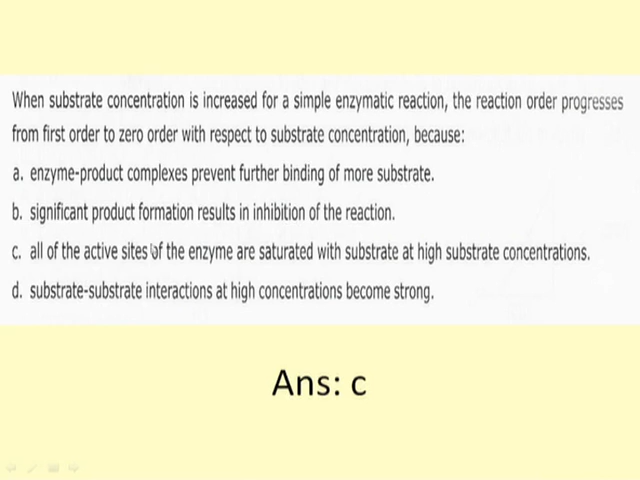 When substrate concentration is increased for a simple enzymatic reaction, the reaction order progresses
from first order to zero order with respect to substrate concentration, because:
a. enzyme-product complexes prevent further binding of more substrate.
b. significant product formation results in inhibition of the reaction.
c. all of the active sites of the enzyme are saturated with substrate at high substrate concentrations.
d. substrate-substrate interactions at high concentrations become strong.
Ans: c